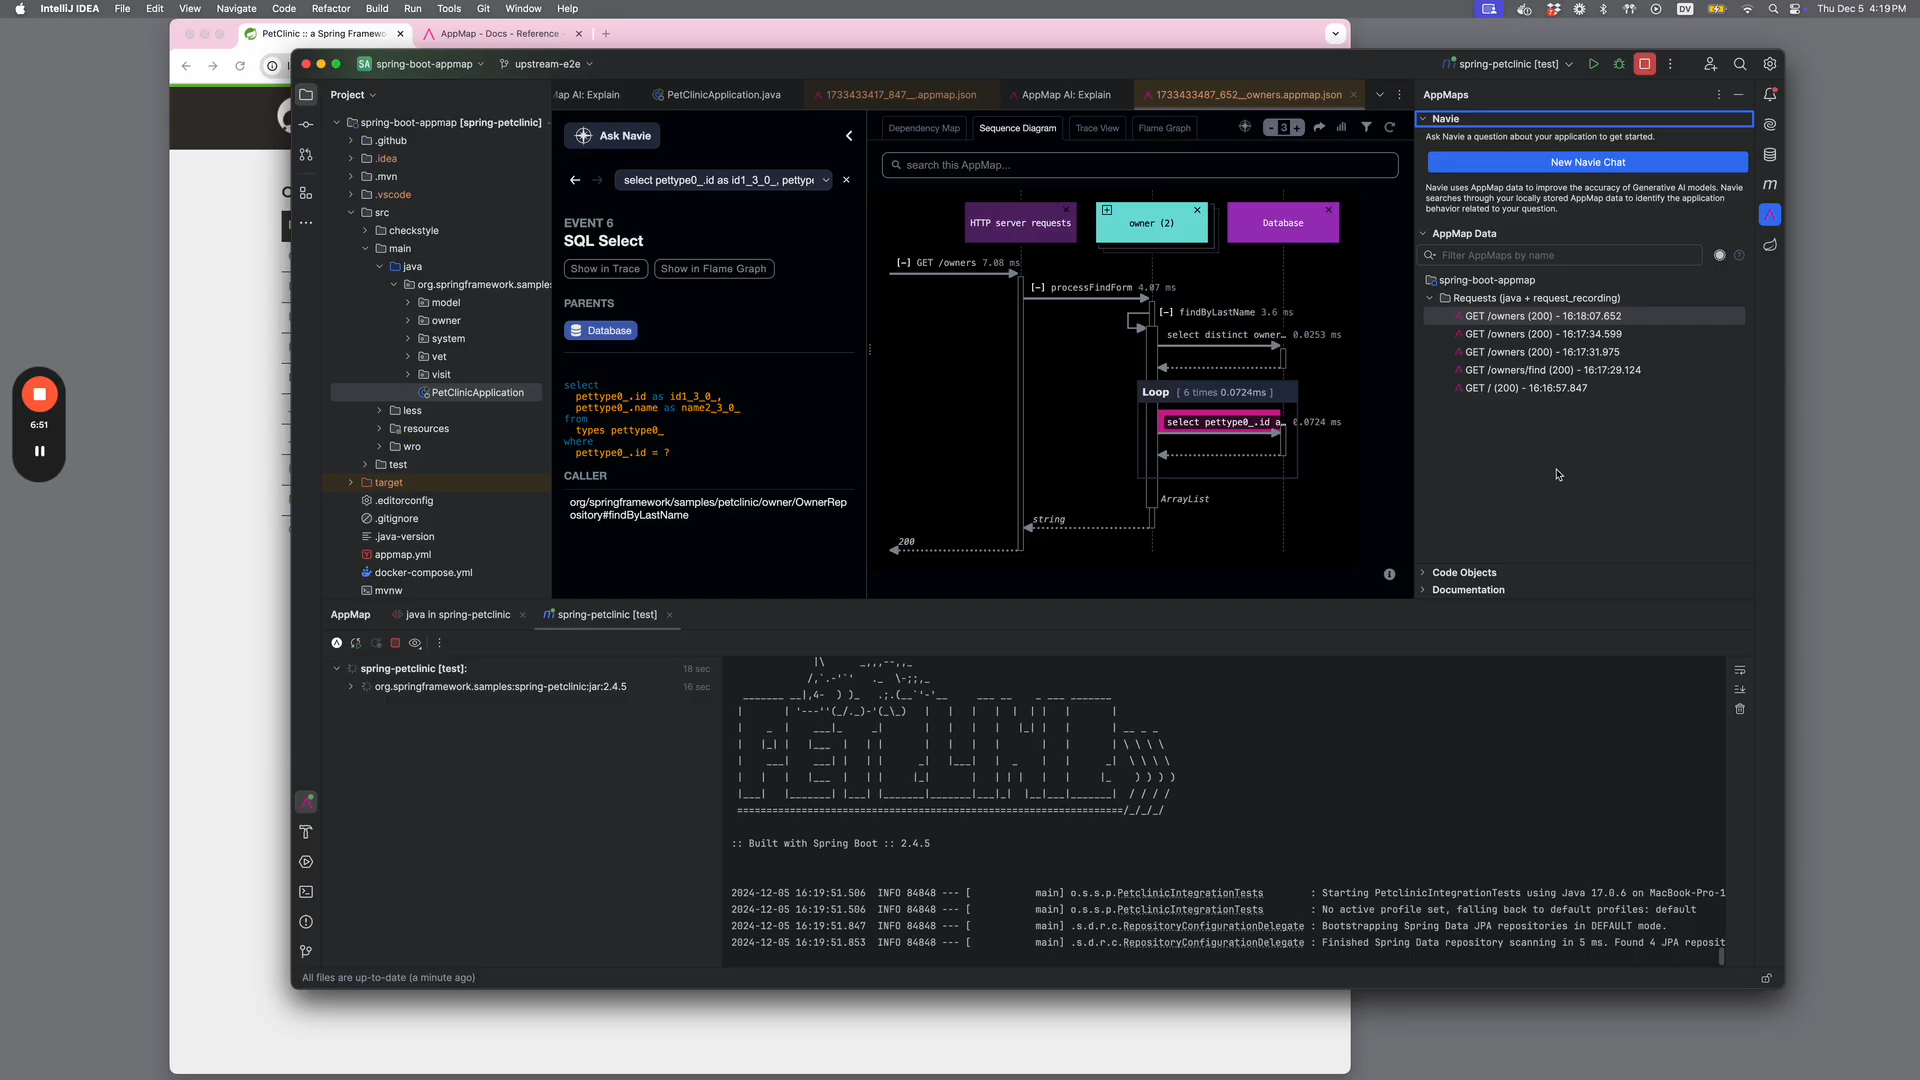 IntelliJ IDEA File Edit View Navigate Code Refactor Build Run Tools Git Window Help
DV Thu Dec 5 4:19 PM
PetClinic :: a Spring Framewo
AppMap - Docs - Reference
SA spring-boot-appmap upstream-e2e
spring-petclinic [test]
Project
Map AI: Explain
PetClinicApplication.java
1733433417_847__.appmap.json
AppMap AI: Explain
1733433487_652__owners.appmap.json
AppMaps
spring-boot-appmap [spring-petclinic]
.github
.idea
.mvn
.vscode
src
checkstyle
main
java
org.springframework.samples
model
owner
system
vet
visit
PetClinicApplication
less
resources
wro
test
target
.editorconfig
.gitignore
.java-version
appmap.yml
docker-compose.yml
mvnw
Ask Navie
select pettype0_.id as id1_3_0_, pettype
EVENT 6
SQL Select
Show in Trace
Show in Flame Graph
PARENTS
Database
select
pettype0_.id as id1_3_0_,
pettype0_.name as name2_3_0_
from
types pettype0_
where
pettype0_.id = ?
CALLER
org/springframework/samples/petclinic/owner/OwnerRep
ository#findByLastName
Dependency Map
Sequence Diagram
Trace View
Flame Graph
- 3 +
search this AppMap...
HTTP server requests
owner (2)
Database
[−] GET /owners 7.08 ms
[−] processFindForm 4.07 ms
[−] findByLastName 3.6 ms
select distinct owner… 0.0253 ms
Loop [ 6 times 0.0724ms ]
select pettype0_.id a… 0.0724 ms
ArrayList
string
200
Navie
Ask Navie a question about your application to get started.
New Navie Chat
Navie uses AppMap data to improve the accuracy of Generative AI models. Navie
searches through your locally stored AppMap data to identify the application
behavior related to your question.
AppMap Data
Filter AppMaps by name
spring-boot-appmap
Requests (java + request_recording)
GET /owners (200) - 16:18:07.652
GET /owners (200) - 16:17:34.599
GET /owners (200) - 16:17:31.975
GET /owners/find (200) - 16:17:29.124
GET / (200) - 16:16:57.847
Code Objects
Documentation
6:51
AppMap
java in spring-petclinic
spring-petclinic [test]
spring-petclinic [test]: 18 sec
org.springframework.samples:spring-petclinic:jar:2.4.5 16 sec
:: Built with Spring Boot :: 2.4.5
2024-12-05 16:19:51.506 INFO 84848 --- [ main] o.s.s.p.PetclinicIntegrationTests : Starting PetclinicIntegrationTests using Java 17.0.6 on MacBook-Pro-1
2024-12-05 16:19:51.506 INFO 84848 --- [ main] o.s.s.p.PetclinicIntegrationTests : No active profile set, falling back to default profiles: default
2024-12-05 16:19:51.847 INFO 84848 --- [ main] .s.d.r.c.RepositoryConfigurationDelegate : Bootstrapping Spring Data JPA repositories in DEFAULT mode.
2024-12-05 16:19:51.853 INFO 84848 --- [ main] .s.d.r.c.RepositoryConfigurationDelegate : Finished Spring Data repository scanning in 5 ms. Found 4 JPA reposit
All files are up-to-date (a minute ago)